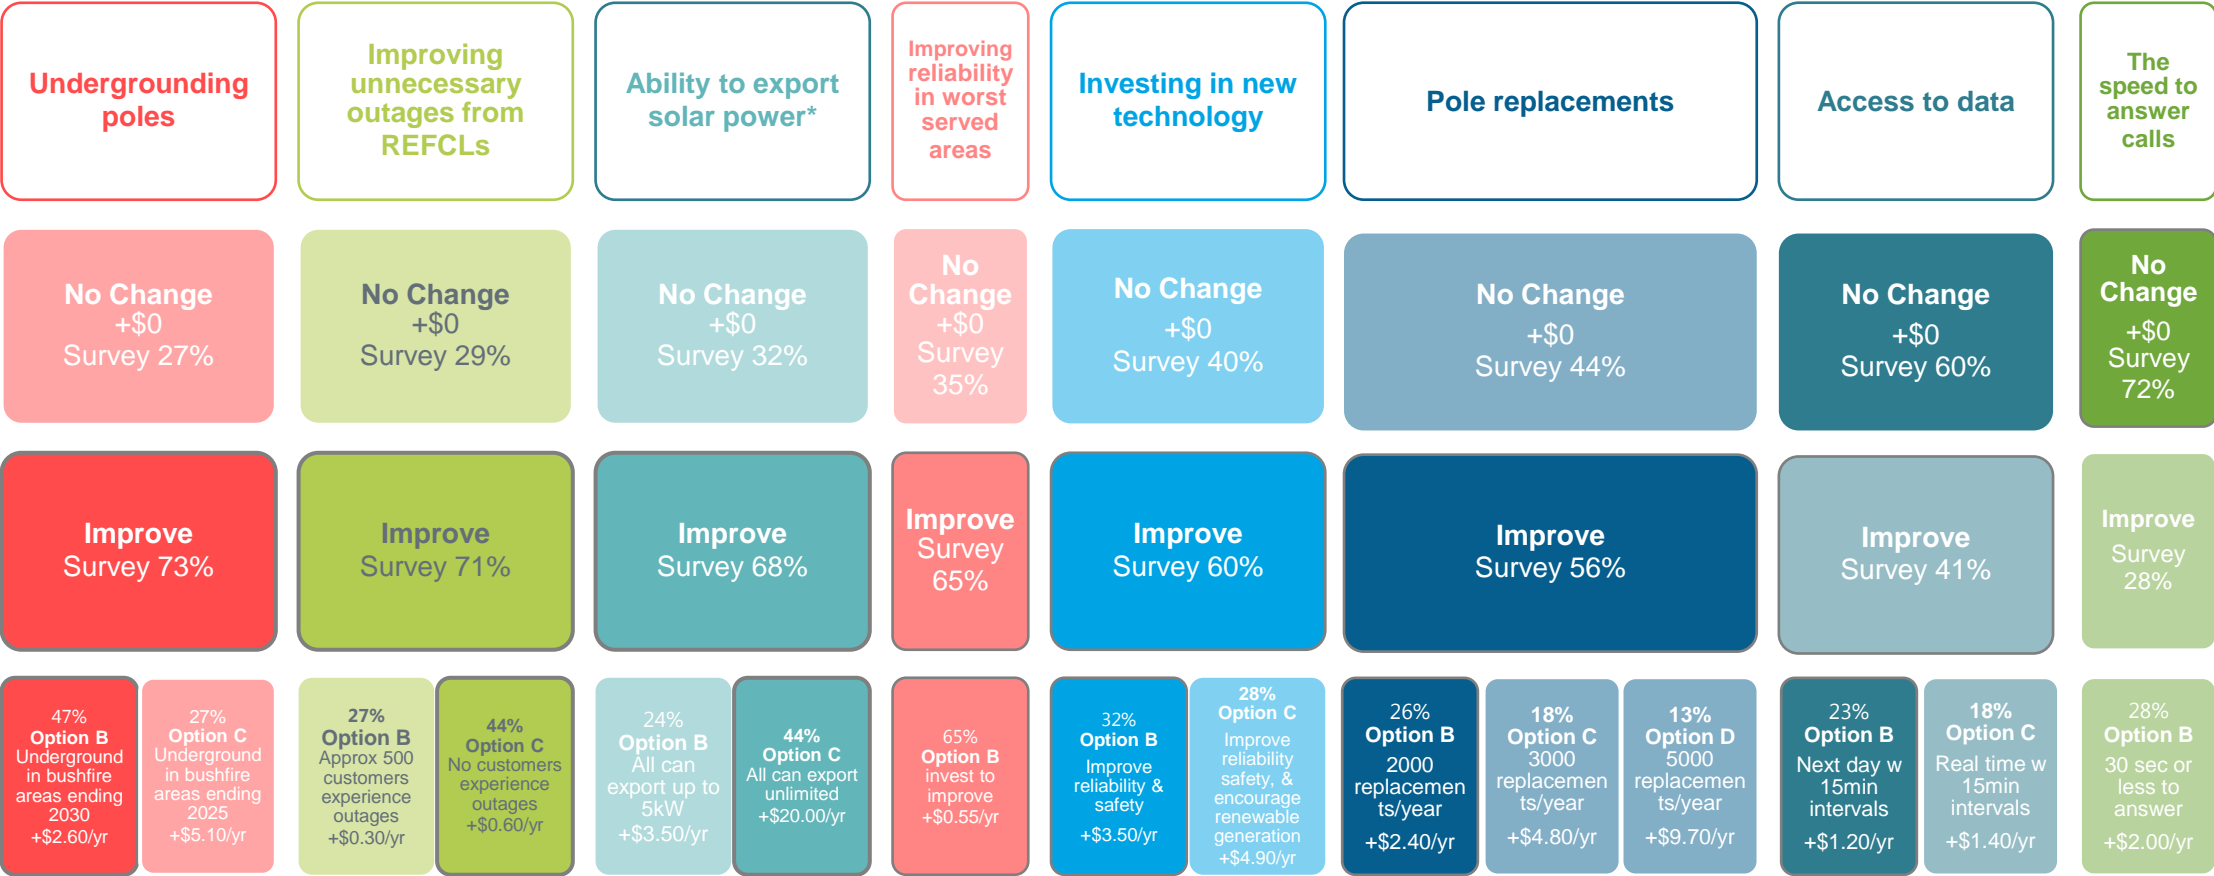 Undergrounding
poles
Improving
unnecessary
outages from
REFCLs
Ability to export
solar power*
Improving
reliability
in worst
served
areas
Investing in new
technology
Pole replacements
Access to data
The
speed to
answer
calls
No Change
+$0
Survey 27%
No Change
+$0
Survey 29%
No Change
+$0
Survey 32%
No
Change
+$0
Survey
35%
No Change
+$0
Survey 40%
No Change
+$0
Survey 44%
No Change
+$0
Survey 60%
No
Change
+$0
Survey
72%
Improve
Survey 73%
Improve
Survey 71%
Improve
Survey 68%
Improve
Survey
65%
Improve
Survey 60%
Improve
Survey 56%
Improve
Survey 41%
Improve
Survey
28%
47%
Option B
Underground
in bushfire
areas ending
2030
+$2.60/yr
27%
Option C
Underground
in bushfire
areas ending
2025
+$5.10/yr
27%
Option B
Approx 500
customers
experience
outages
+$0.30/yr
44%
Option C
No customers
experience
outages
+$0.60/yr
24%
Option B
All can
export up to
5kW
+$3.50/yr
44%
Option C
All can export
unlimited
+$20.00/yr
65%
Option B
invest to
improve
+$0.55/yr
32%
Option B
Improve
reliability &
safety
+$3.50/yr
28%
Option C
Improve
reliability
safety, &
encourage
renewable
generation
+$4.90/yr
26%
Option B
2000
replacemen
ts/year
+$2.40/yr
18%
Option C
3000
replacemen
ts/year
+$4.80/yr
13%
Option D
5000
replacemen
ts/year
+$9.70/yr
23%
Option B
Next day w
15min
intervals
+$1.20/yr
18%
Option C
Real time w
15min
intervals
+$1.40/yr
28%
Option B
30 sec or
less to
answer
+$2.00/yr